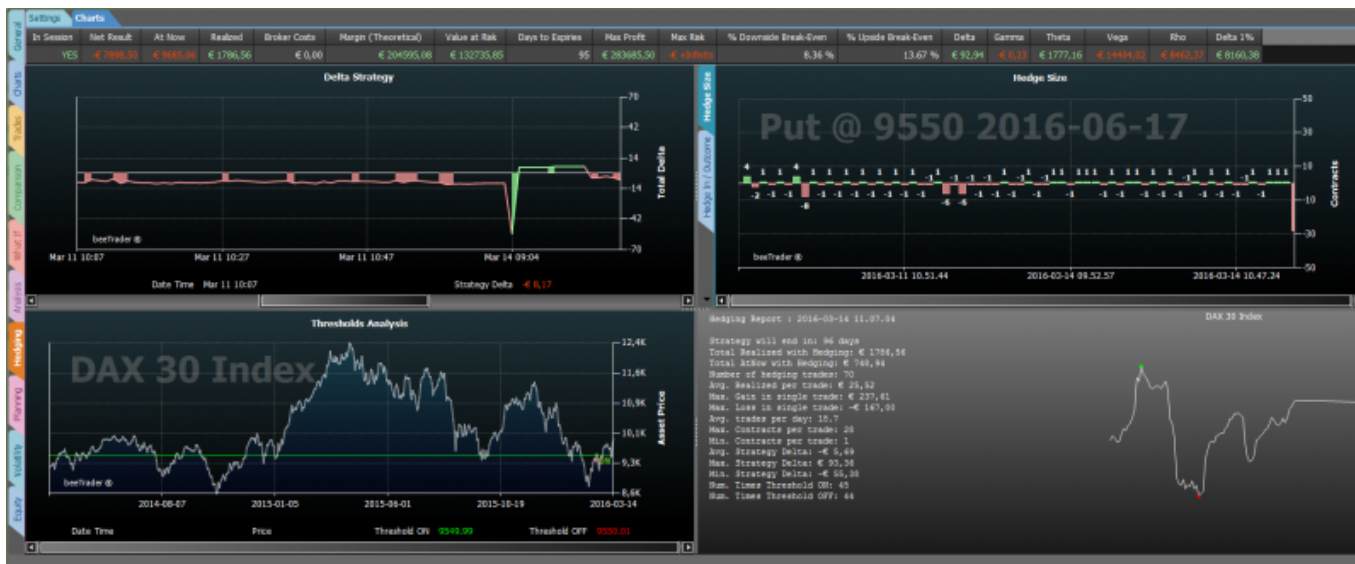 Settings Charts
In Session Net Result At Now Realized Broker Costs Margin (Theoretical) Value at Risk Days to Expiries Max Profit Max Risk % Downside Break-Even % Upside Break-Even Delta Gamma Theta Vega Rho Delta 1%
YES € 1786,56 € 0,00 € 204595,08 € 132735,85 95 € 283685,50 8.36 % 13.67 % € 92,94 € 1777,16 € 8160,38
General
Charts
Trades
Comparison
What If
Analysis
Hedging
Planning
Volatility
Equity
Delta Strategy
70
42
14
-14
-42
-70
Total Delta
beeTrader ®
Mar 11 10:07 Mar 11 10:27 Mar 11 10:47 Mar 14 09:04
Date Time Mar 11 10:07 Strategy Delta -€ 8,17
Hedge Size
Hedge In / Outcome
Hedge Size
Put @ 9550 2016-06-17
50
30
10
-10
-30
-50
Contracts
beeTrader ®
2016-03-11 10.51.44 2016-03-14 09.52.57 2016-03-14 10.47.24
Thresholds Analysis
DAX 30 Index
12,4K
11,6K
10,9K
10,1K
9,3K
8,6K
Asset Price
beeTrader ®
2014-08-07 2015-01-05 2015-06-01 2015-10-19 2016-03-14
Date Time Price Threshold ON 9549.99 Threshold OFF 9550.01
Hedging Report : 2016-03-14 11.07.04
DAX 30 Index
Strategy will end in: 96 days
Total Realized with Hedging: € 1786,56
Total AtNow with Hedging: € 748,94
Number of hedging trades: 70
Avg. Realized per trade: € 25,52
Max. Gain in single trade: € 237,61
Max. Loss in single trade: -€ 167,00
Avg. trades per day: 18.7
Max. Contracts per trade: 28
Min. Contracts per trade: 1
Avg. Strategy Delta: -€ 5,69
Max. Strategy Delta: € 93,36
Min. Strategy Delta: -€ 55,38
Num. Times Threshold ON: 45
Num. Times Threshold OFF: 44